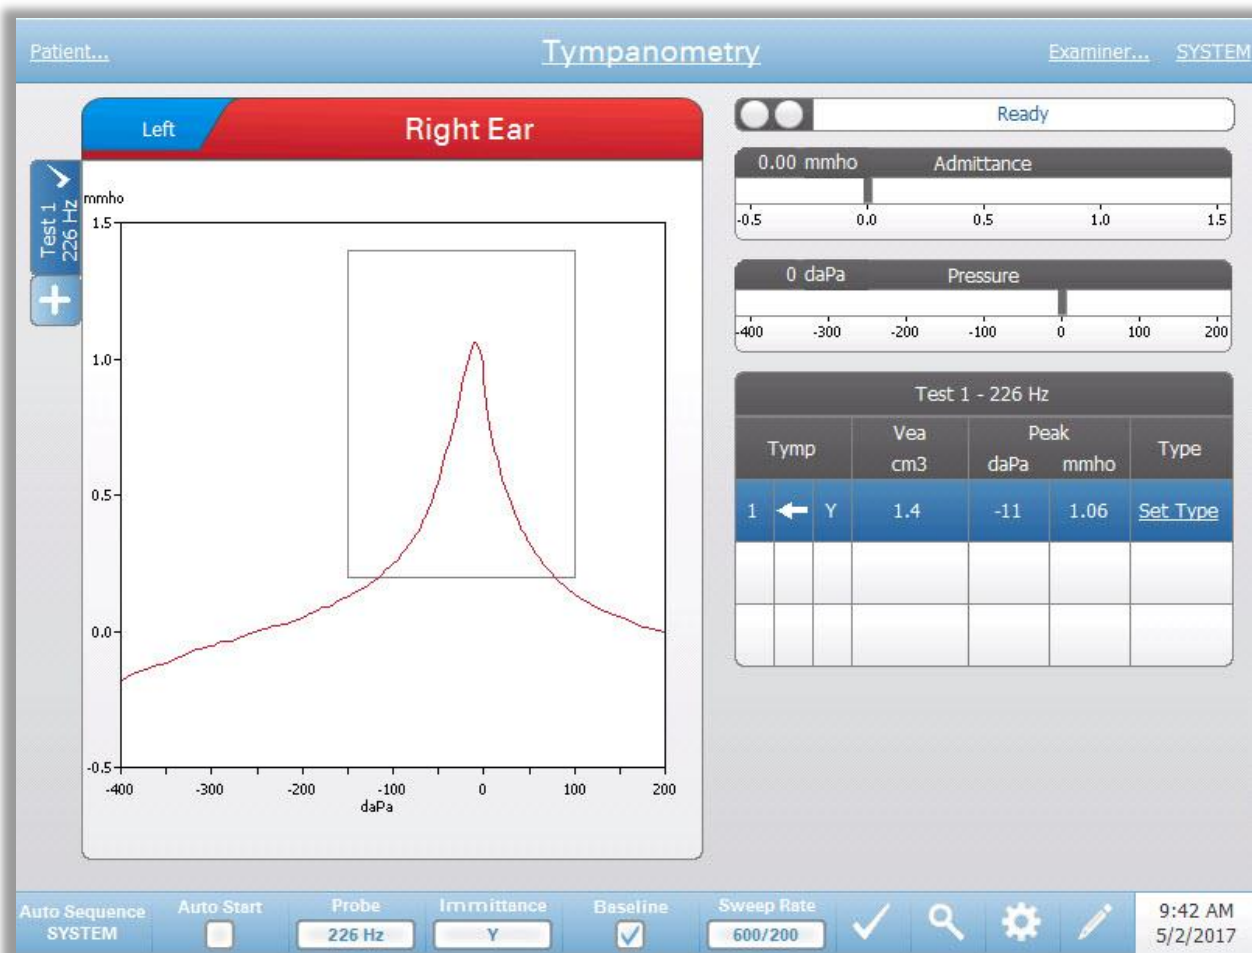 Patient...
Tympanometry
Examiner...
SYSTEM
Left
Right Ear
Test 1
226 Hz
mmho
1.5
1.0
0.5
0.0
-0.5
-400 -300 -200 -100 0 100 200
daPa
Ready
0.00 mmho Admittance
-0.5 0.0 0.5 1.0 1.5
0 daPa Pressure
-400 -300 -200 -100 0 100 200
Test 1 - 226 Hz
Tymp
Vea
cm3
Peak
daPa mmho
Type
1 Y 1.4 -11 1.06 Set Type
Auto Sequence
SYSTEM
Auto Start
Probe
226 Hz
Immittance
Y
Baseline
Sweep Rate
600/200
9:42 AM
5/2/2017